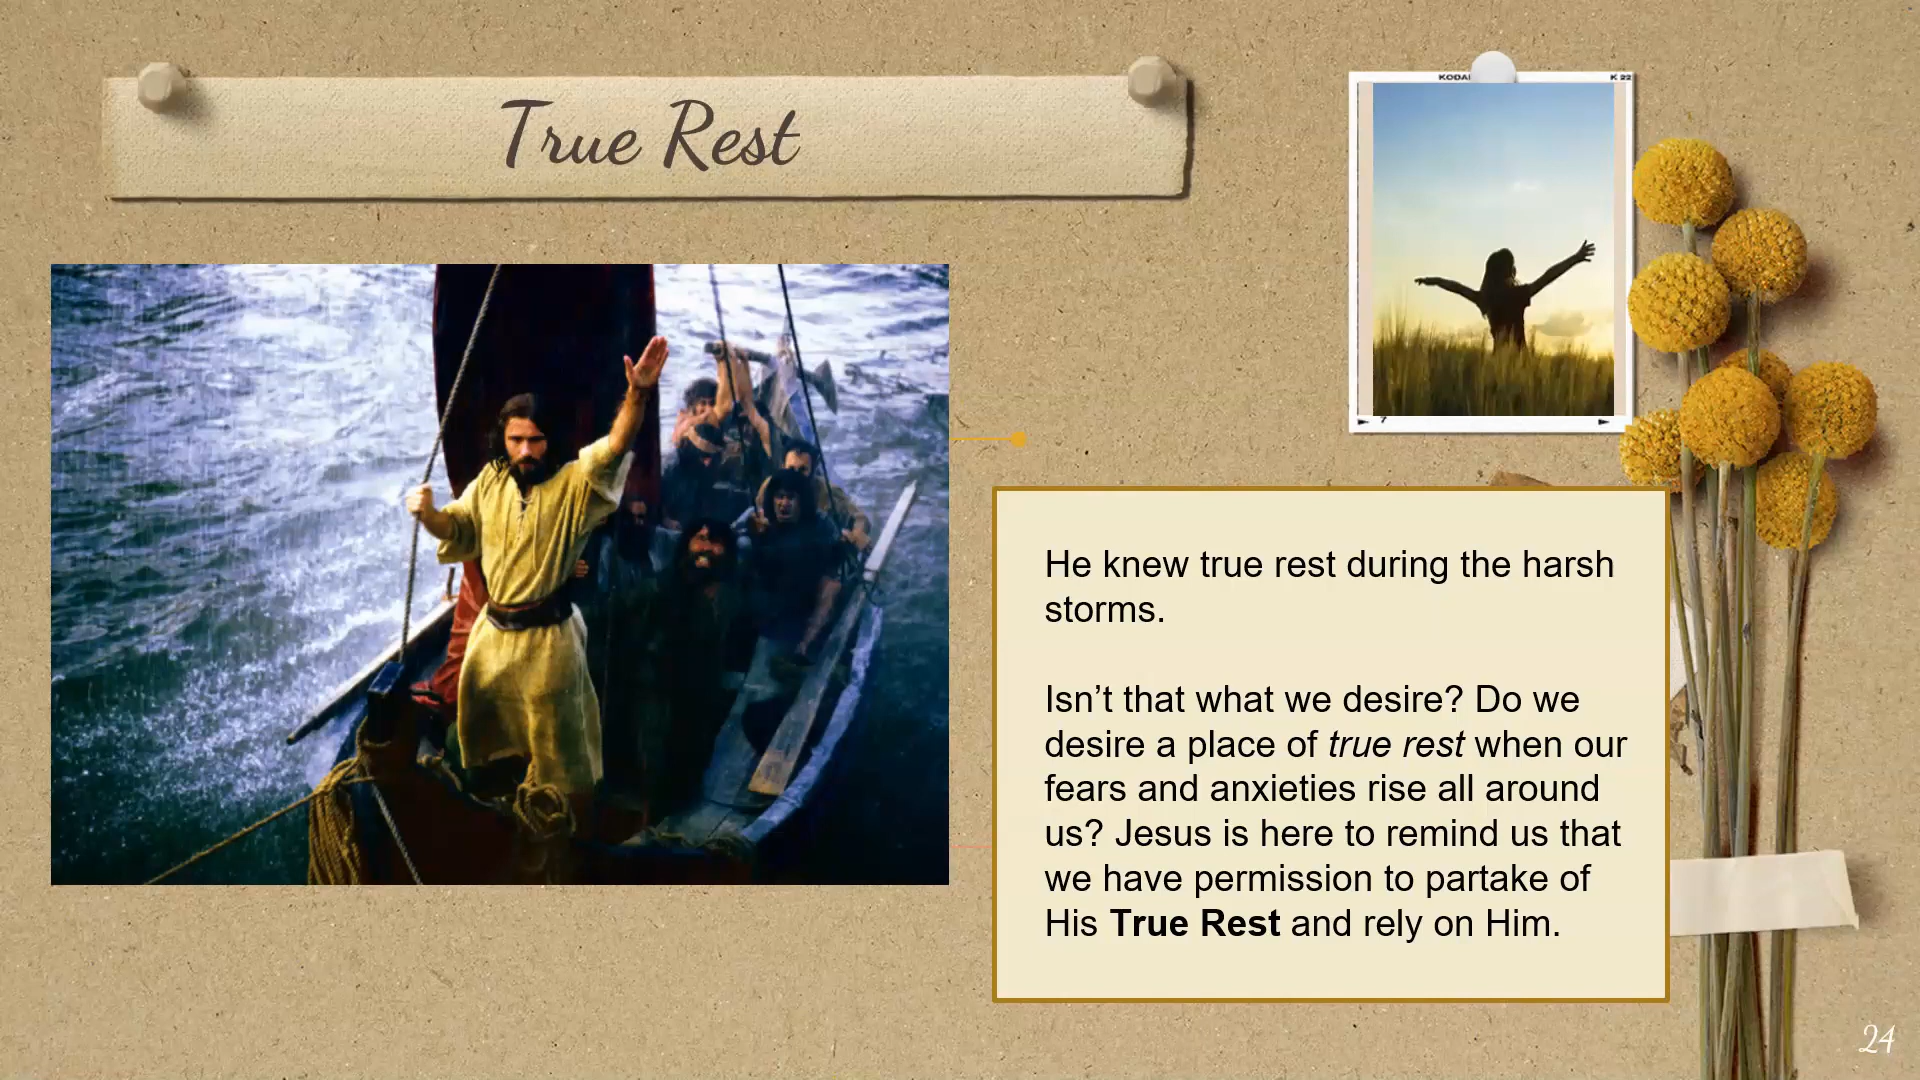 True Rest
KODA
K 22
He knew true rest during the harsh
storms.
Isn’t that what we desire? Do we
desire a place of true rest when our
fears and anxieties rise all around
us? Jesus is here to remind us that
we have permission to partake of
His True Rest and rely on Him.
24